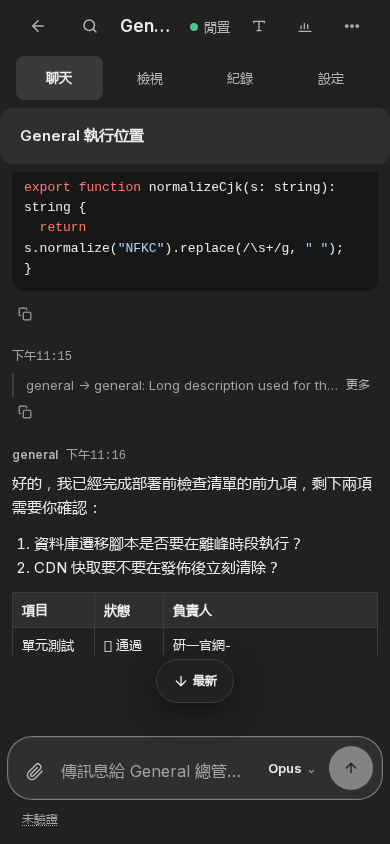 Gen... 閒置
聊天 檢視 紀錄 設定
General 執行位置
export function normalizeCjk(s: string):
string {
return
s.normalize("NFKC").replace(/\s+/g, " ");
}
下午11:15
general → general: Long description used for th... 更多
general 下午11:16
好的，我已經完成部署前檢查清單的前九項，剩下兩項
需要你確認：
1. 資料庫遷移腳本是否要在離峰時段執行？
2. CDN 快取要不要在發佈後立刻清除？
項目 狀態 負責人
單元測試 通過 研一官網-
↓ 最新
傳訊息給 General 總管... Opus
未驗證